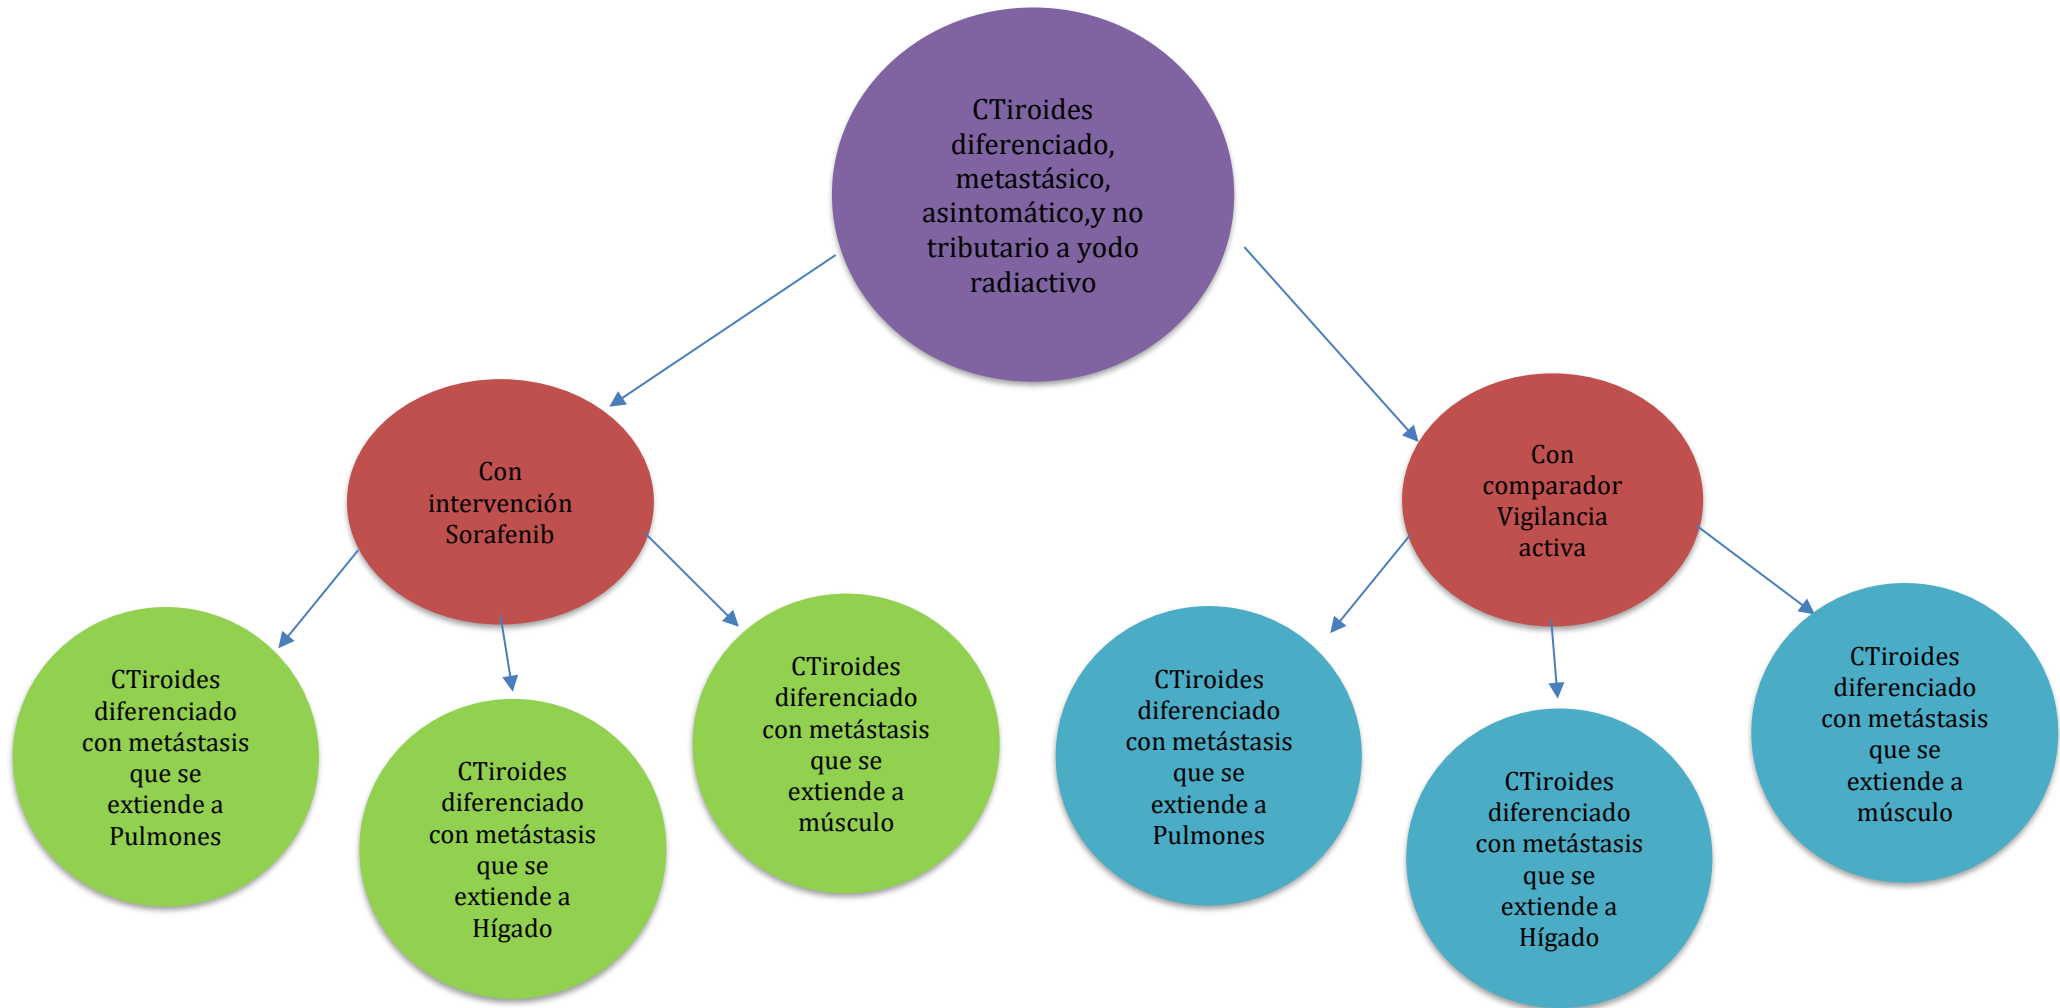 CTiroides
diferenciado,
metastásico,
asintomático,y no
tributario a yodo
radiactivo
Con
intervención
Sorafenib
Con
comparador
Vigilancia
activa
CTiroides
diferenciado
con metástasis
que se
extiende a
Pulmones
CTiroides
diferenciado
con metástasis
que se
extiende a
Hígado
CTiroides
diferenciado
con metástasis
que se
extiende a
músculo
CTiroides
diferenciado
con metástasis
que se
extiende a
Pulmones
CTiroides
diferenciado
con metástasis
que se
extiende a
Hígado
CTiroides
diferenciado
con metástasis
que se
extiende a
músculo